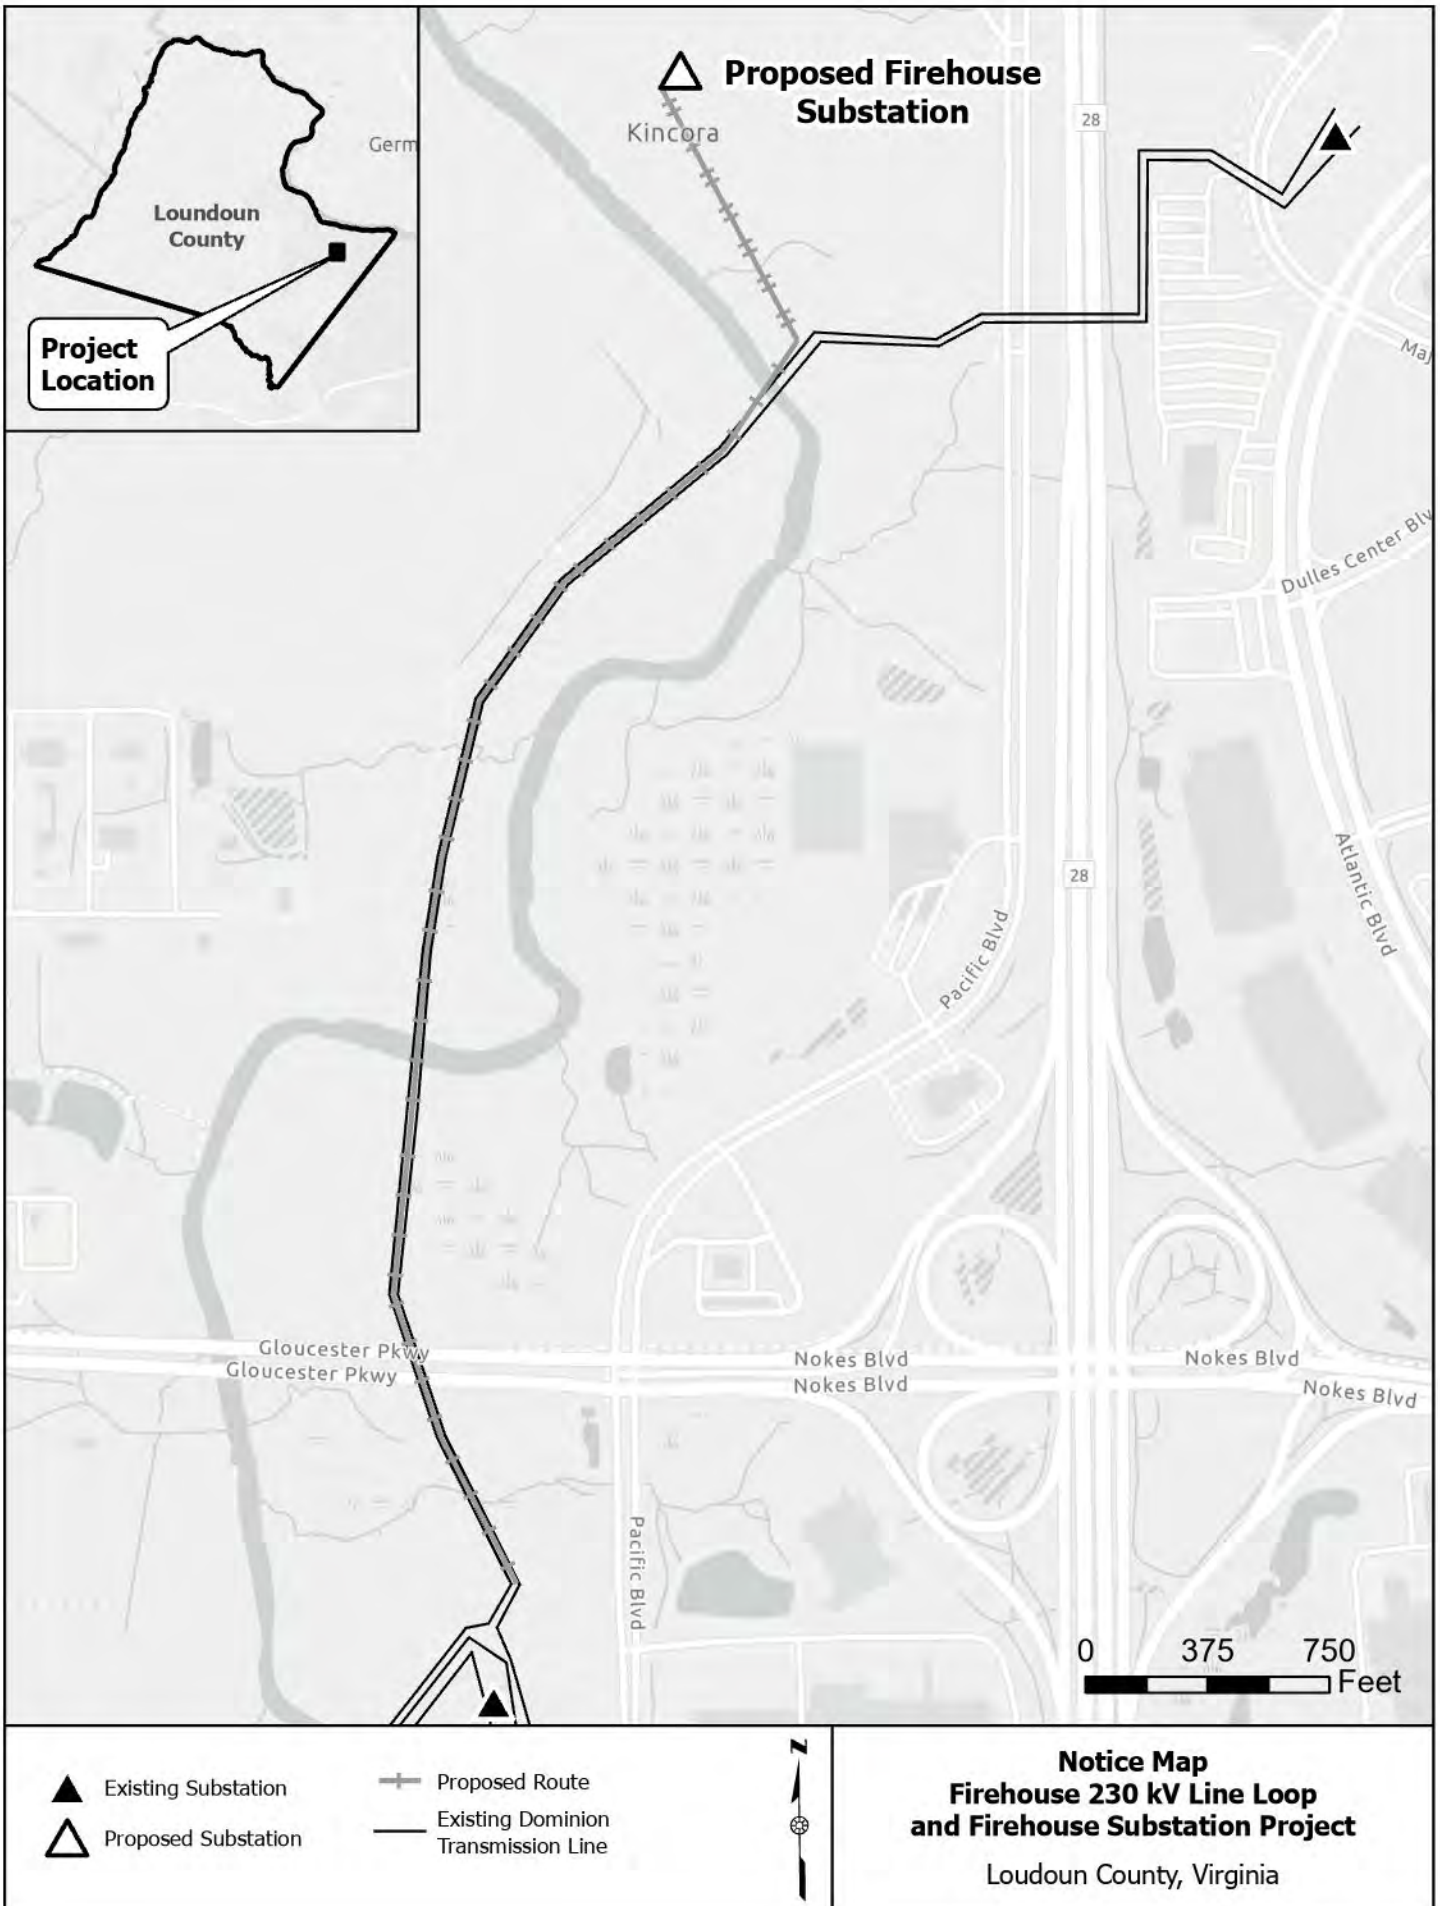 Proposed Firehouse
Substation
Kincora
28
Germ
Loundoun
County
Project
Location
Maj
Dulles Center Blv
28
Atlantic Blvd
Pacific Blvd
Gloucester Pkwy
Gloucester Pkwy
Nokes Blvd
Nokes Blvd
Nokes Blvd
Nokes Blvd
Pacific Blvd
0 375 750
Feet
Existing Substation
Proposed Substation
Proposed Route
Existing Dominion
Transmission Line
N
Notice Map
Firehouse 230 kV Line Loop
and Firehouse Substation Project
Loudoun County, Virginia